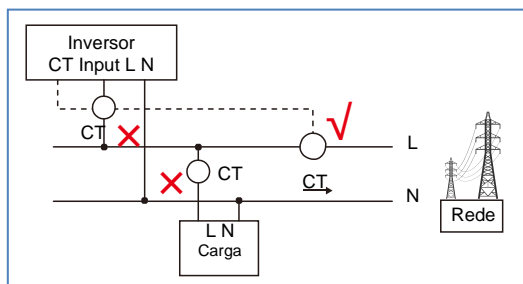 Inversor
CT Input L N
CT
L
CT
CT
N
L N
Carga
Rede